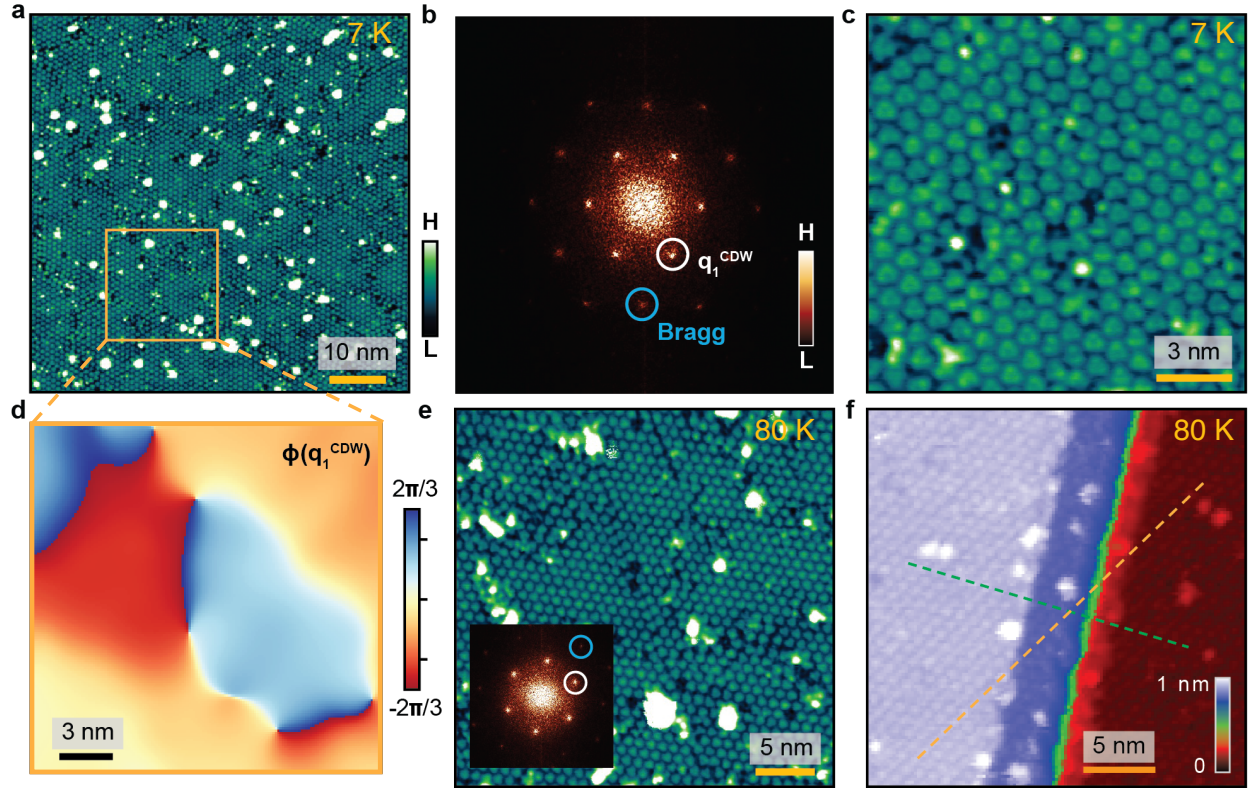 a
7 K
10 nm
H
L
b
q₁ᶜᴰᵂ
Bragg
H
L
c
7 K
3 nm
d
ϕ(q₁ᶜᴰᵂ)
2π/3
-2π/3
3 nm
e
80 K
5 nm
f
80 K
1 nm
0
5 nm